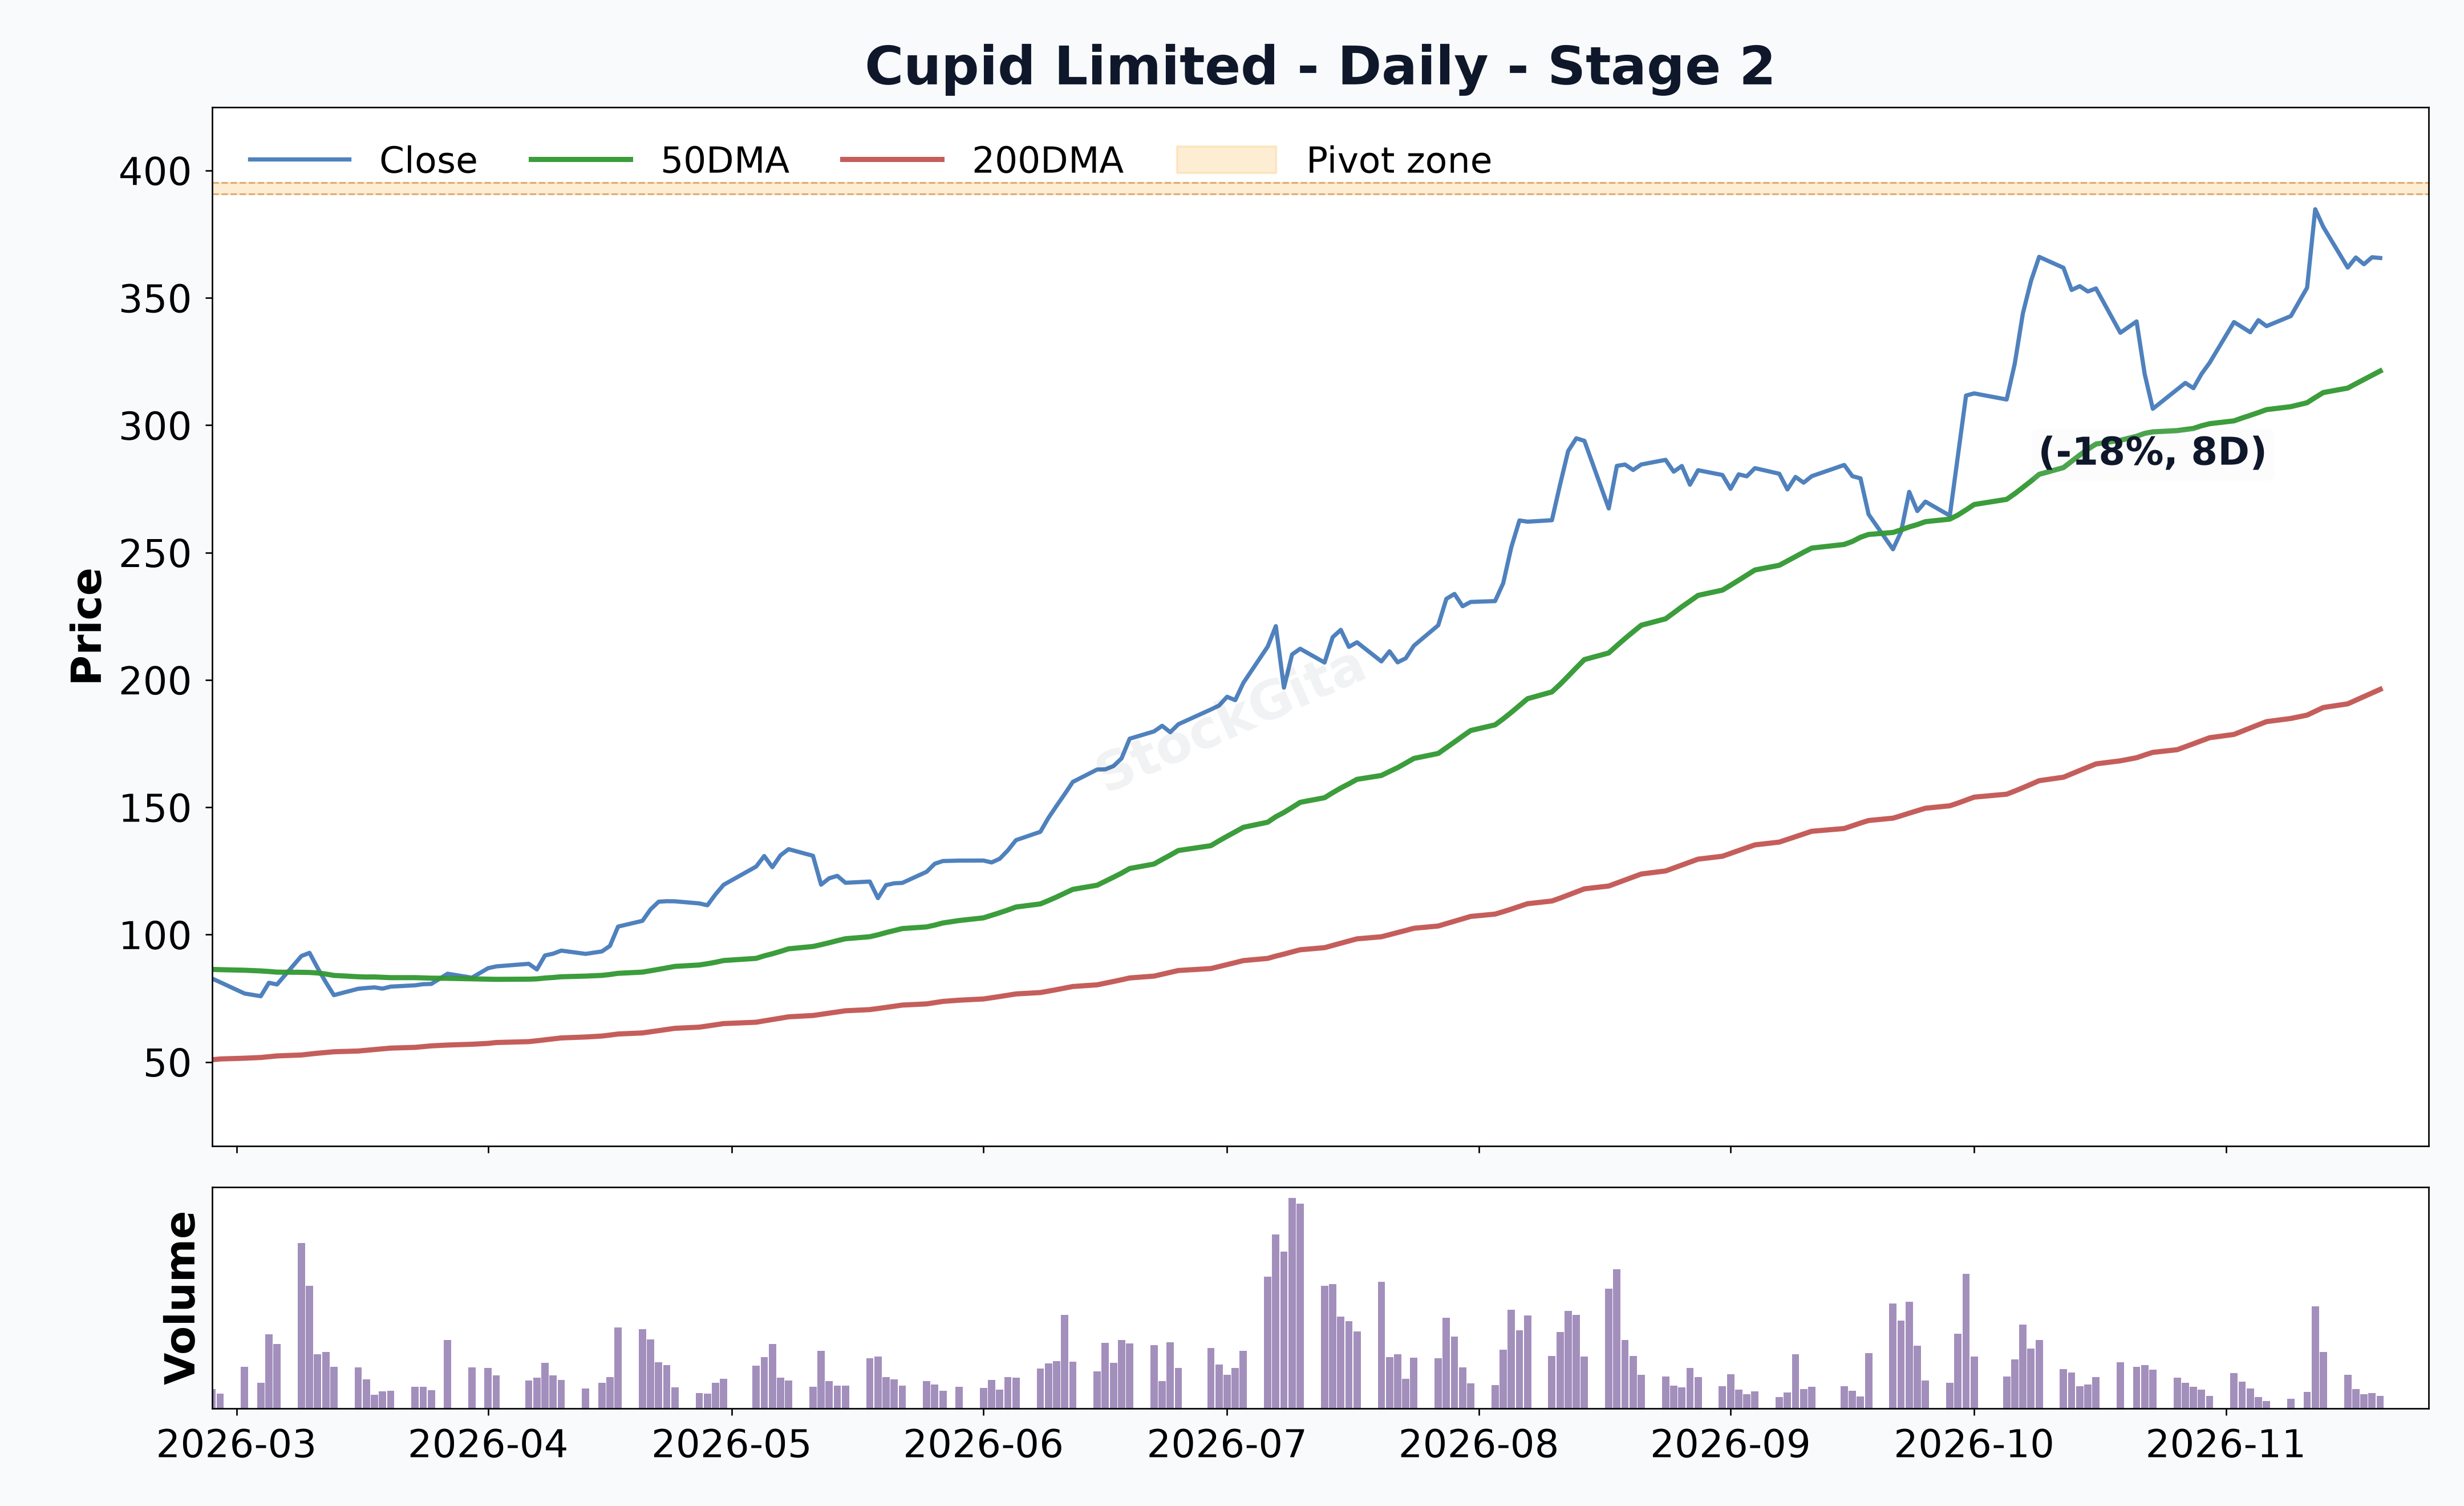 Cupid Limited - Daily - Stage 2
Close 50DMA 200DMA Pivot zone
400
350
300
250
200
150
100
50
Price
(-18%, 8D)
StockGita
Volume
2026-03 2026-04 2026-05 2026-06 2026-07 2026-08 2026-09 2026-10 2026-11